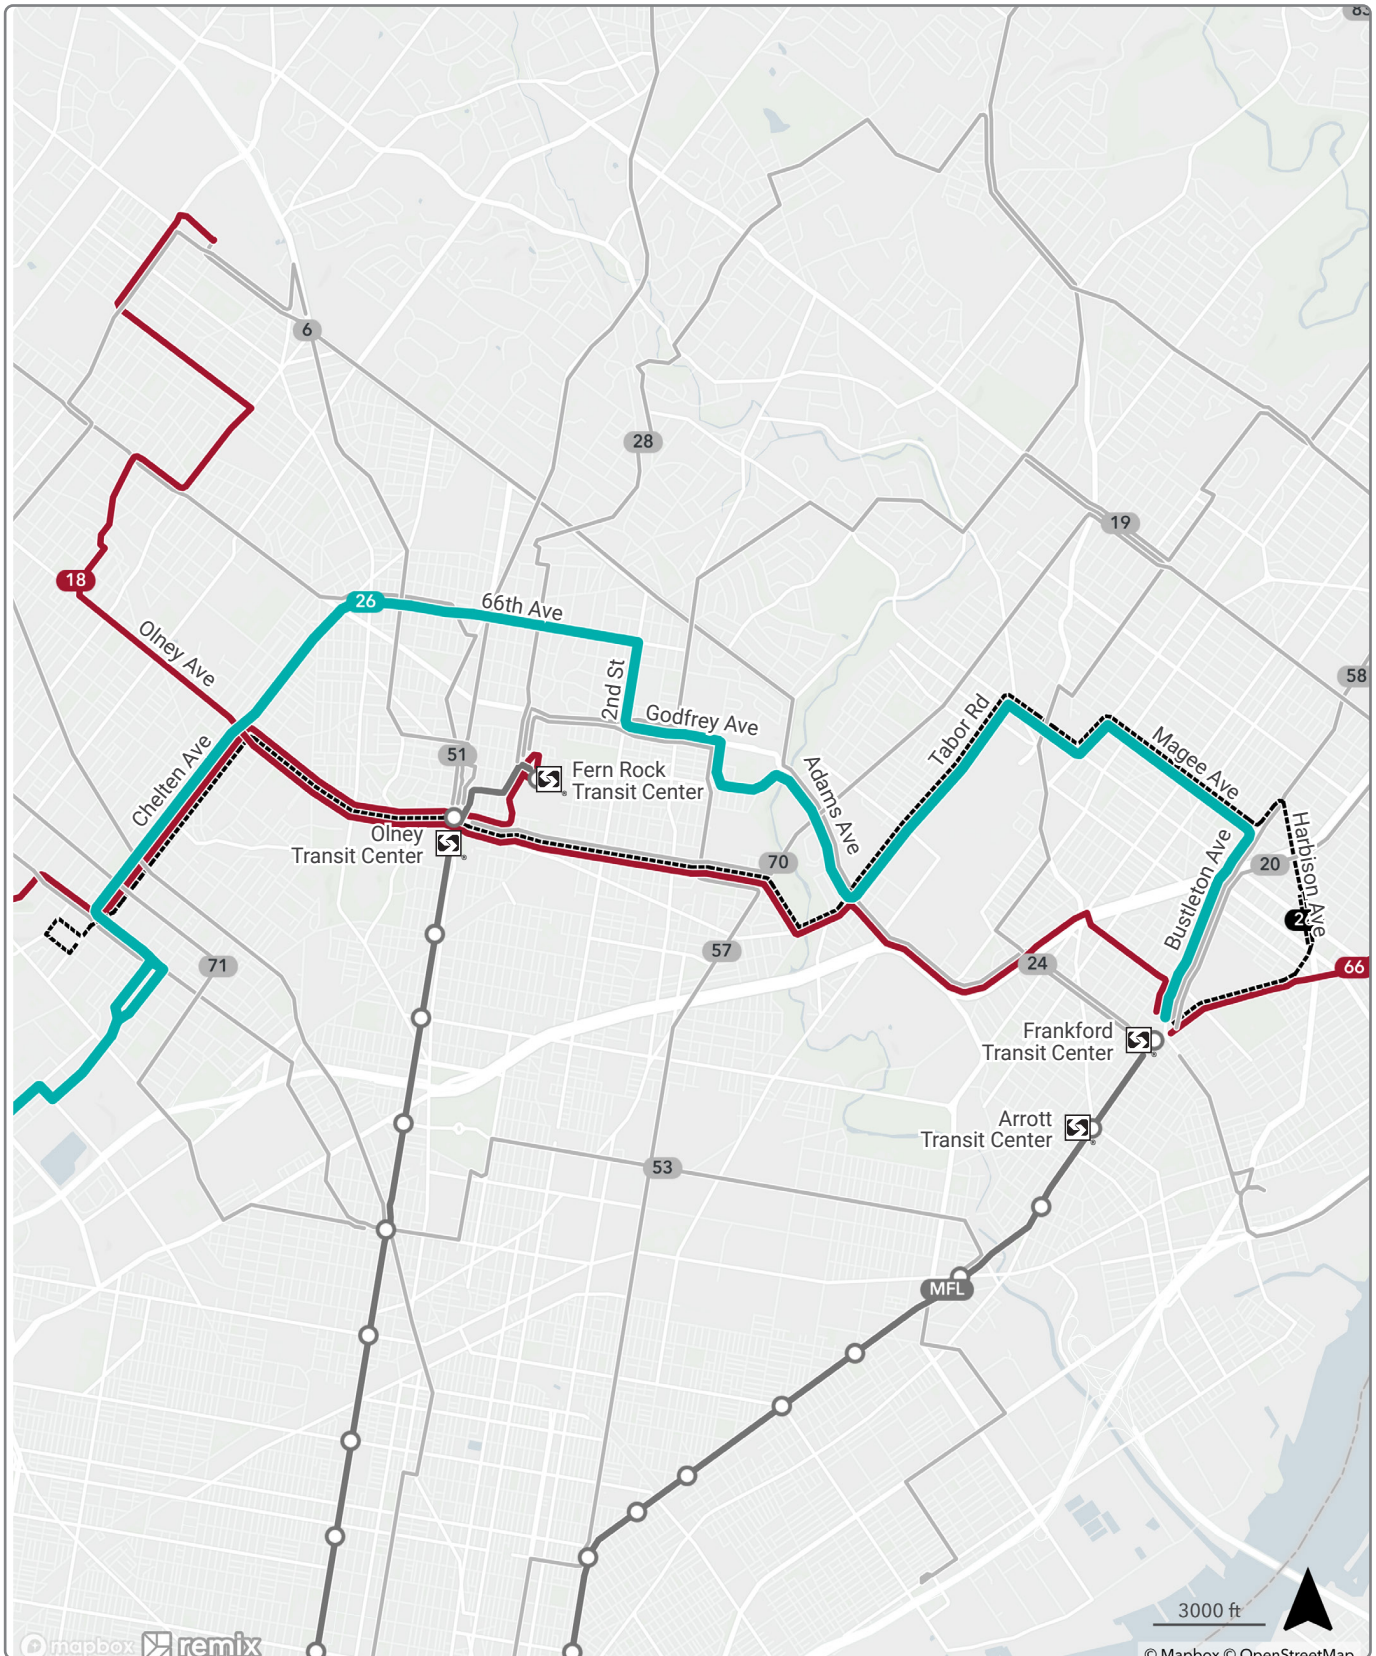 6
28
19
18
26
66th Ave
Olney Ave
58
2nd St
Godfrey Ave
Tabor Rd
Magee Ave
51
Chelten Ave
Fern Rock
Transit Center
Adams Ave
Harbison Ave
Olney
Transit Center
70
Bustleton Ave
20
57
71
24
66
Frankford
Transit Center
Arrott
Transit Center
53
MFL
3000 ft
mapbox
remix
© Mapbox © OpenStreetMap